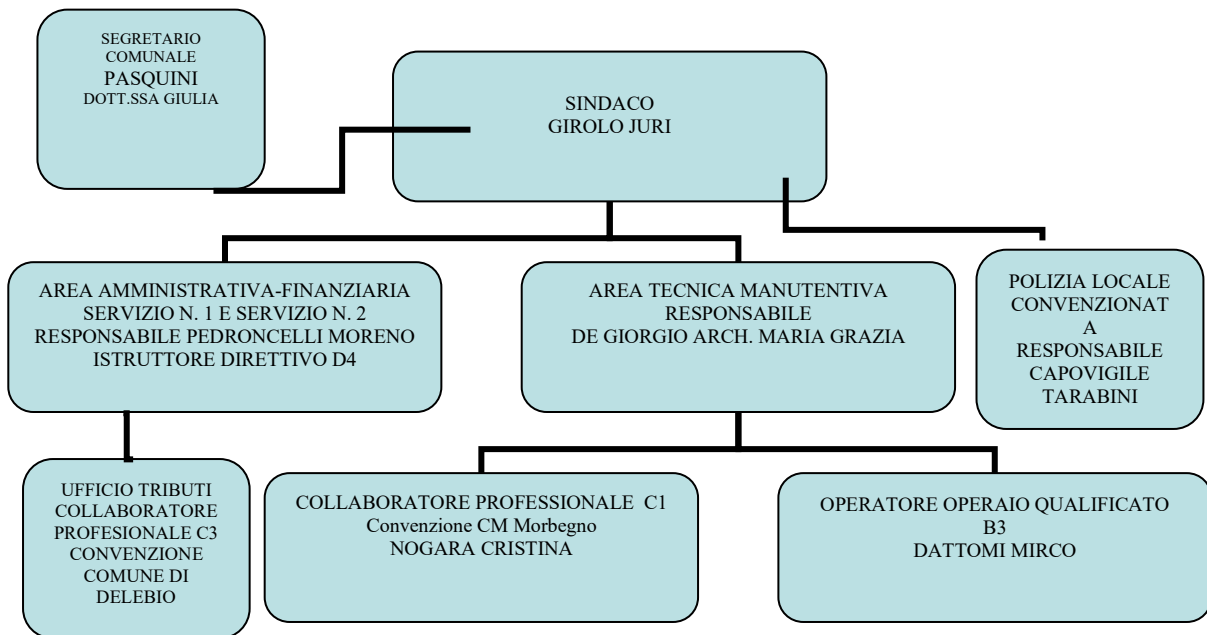 SEGRETARIO
COMUNALE
PASQUINI
DOTT.SSA GIULIA
SINDACO
GIROLO JURI
AREA AMMINISTRATIVA-FINANZIARIA
SERVIZIO N. 1 E SERVIZIO N. 2
RESPONSABILE PEDRONCELLI MORENO
ISTRUTTORE DIRETTIVO D4
AREA TECNICA MANUTENTIVA
RESPONSABILE
DE GIORGIO ARCH. MARIA GRAZIA
POLIZIA LOCALE
CONVENZIONAT
A
RESPONSABILE
CAPOVIGILE
TARABINI
UFFICIO TRIBUTI
COLLABORATORE
PROFESIONALE C3
CONVENZIONE
COMUNE DI
DELEBIO
COLLABORATORE PROFESSIONALE C1
Convenzione CM Morbegno
NOGARA CRISTINA
OPERATORE OPERAIO QUALIFICATO
B3
DATTOMI MIRCO